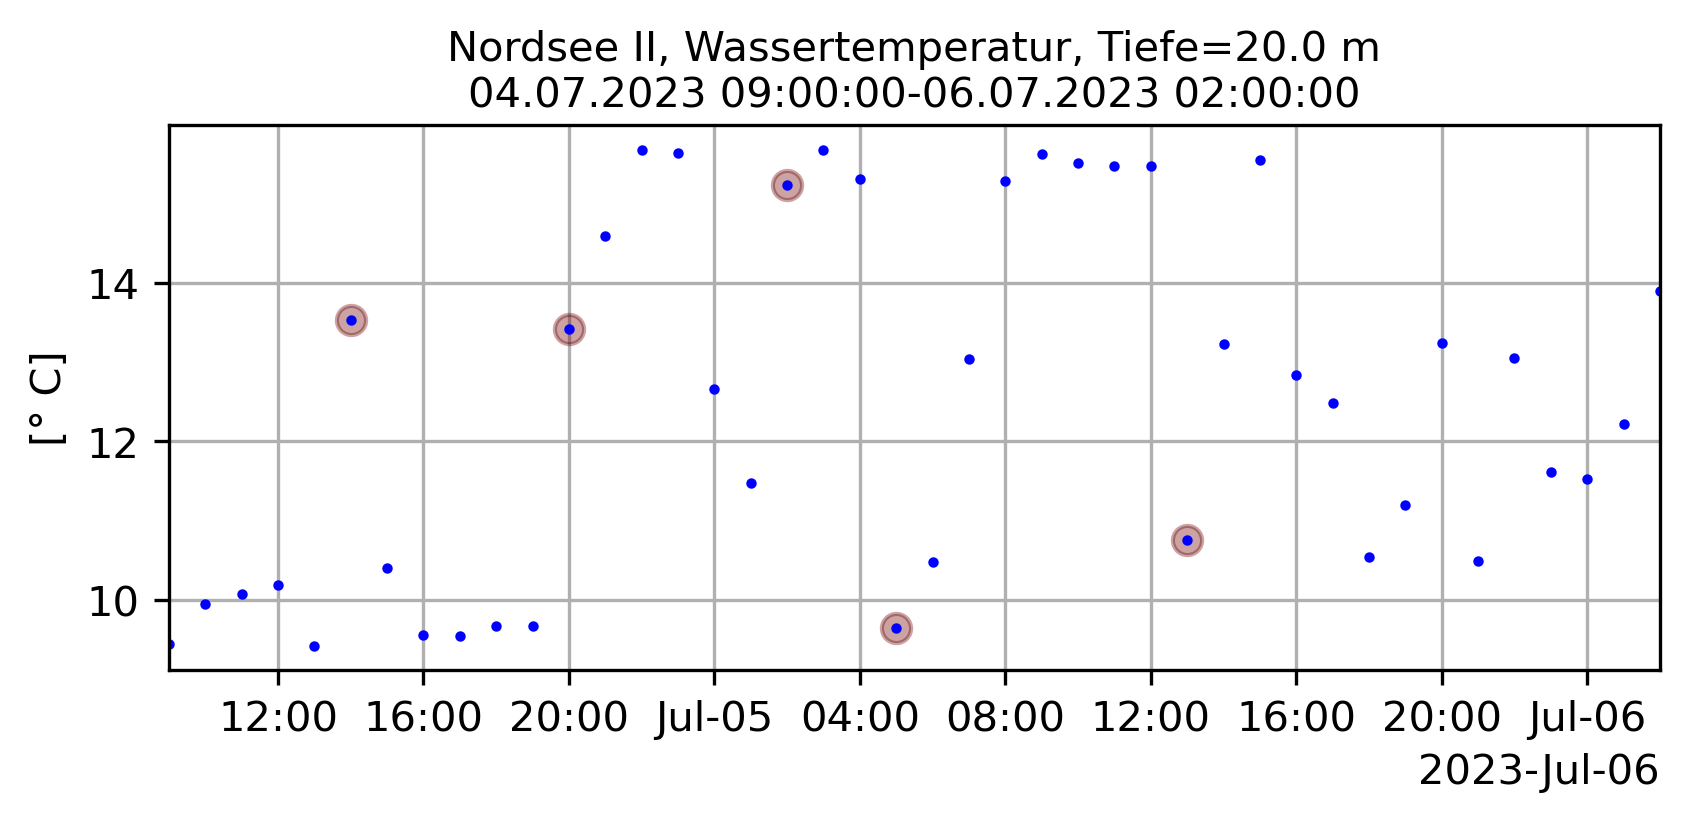 Nordsee II, Wassertemperatur, Tiefe=20.0 m
04.07.2023 09:00:00-06.07.2023 02:00:00
[° C]
14
12
10
12:00 16:00 20:00 Jul-05 04:00 08:00 12:00 16:00 20:00 Jul-06
2023-Jul-06